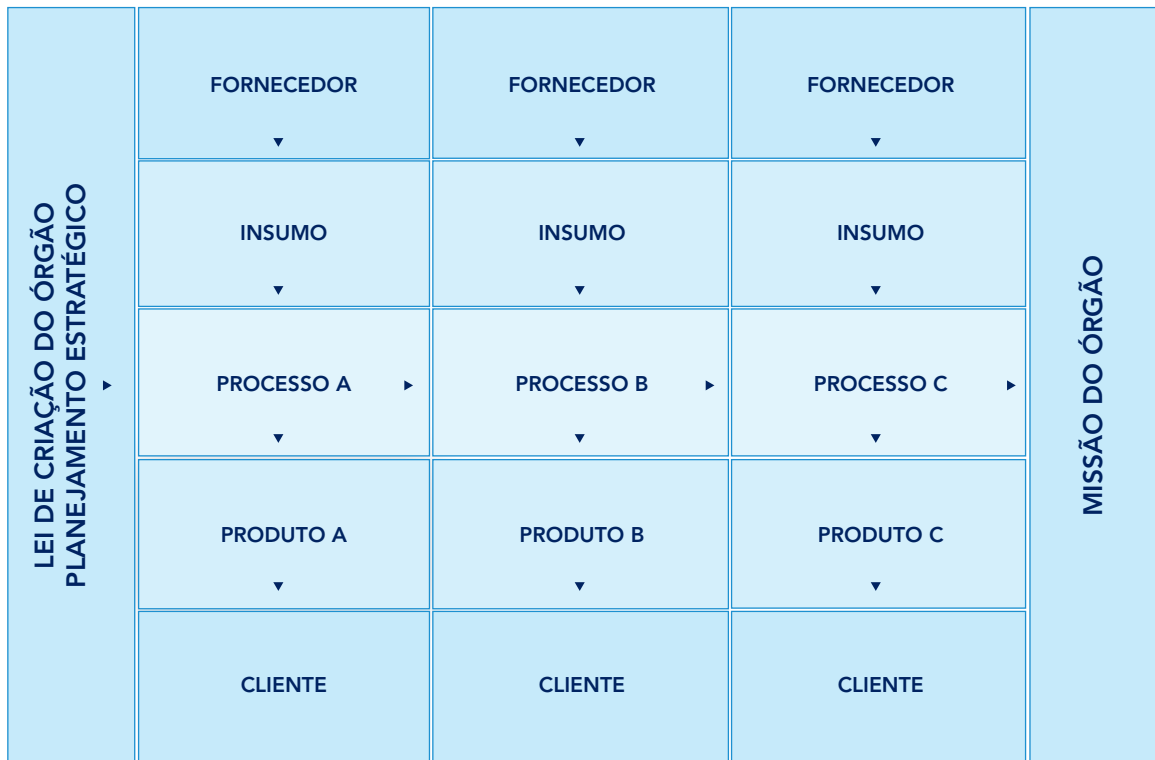 LEI DE CRIAÇÃO DO ÓRGÃO
PLANEJAMENTO ESTRATÉGICO
FORNECEDOR
FORNECEDOR
FORNECEDOR
INSUMO
INSUMO
INSUMO
PROCESSO A
PROCESSO B
PROCESSO C
PRODUTO A
PRODUTO B
PRODUTO C
CLIENTE
CLIENTE
CLIENTE
MISSÃO DO ÓRGÃO